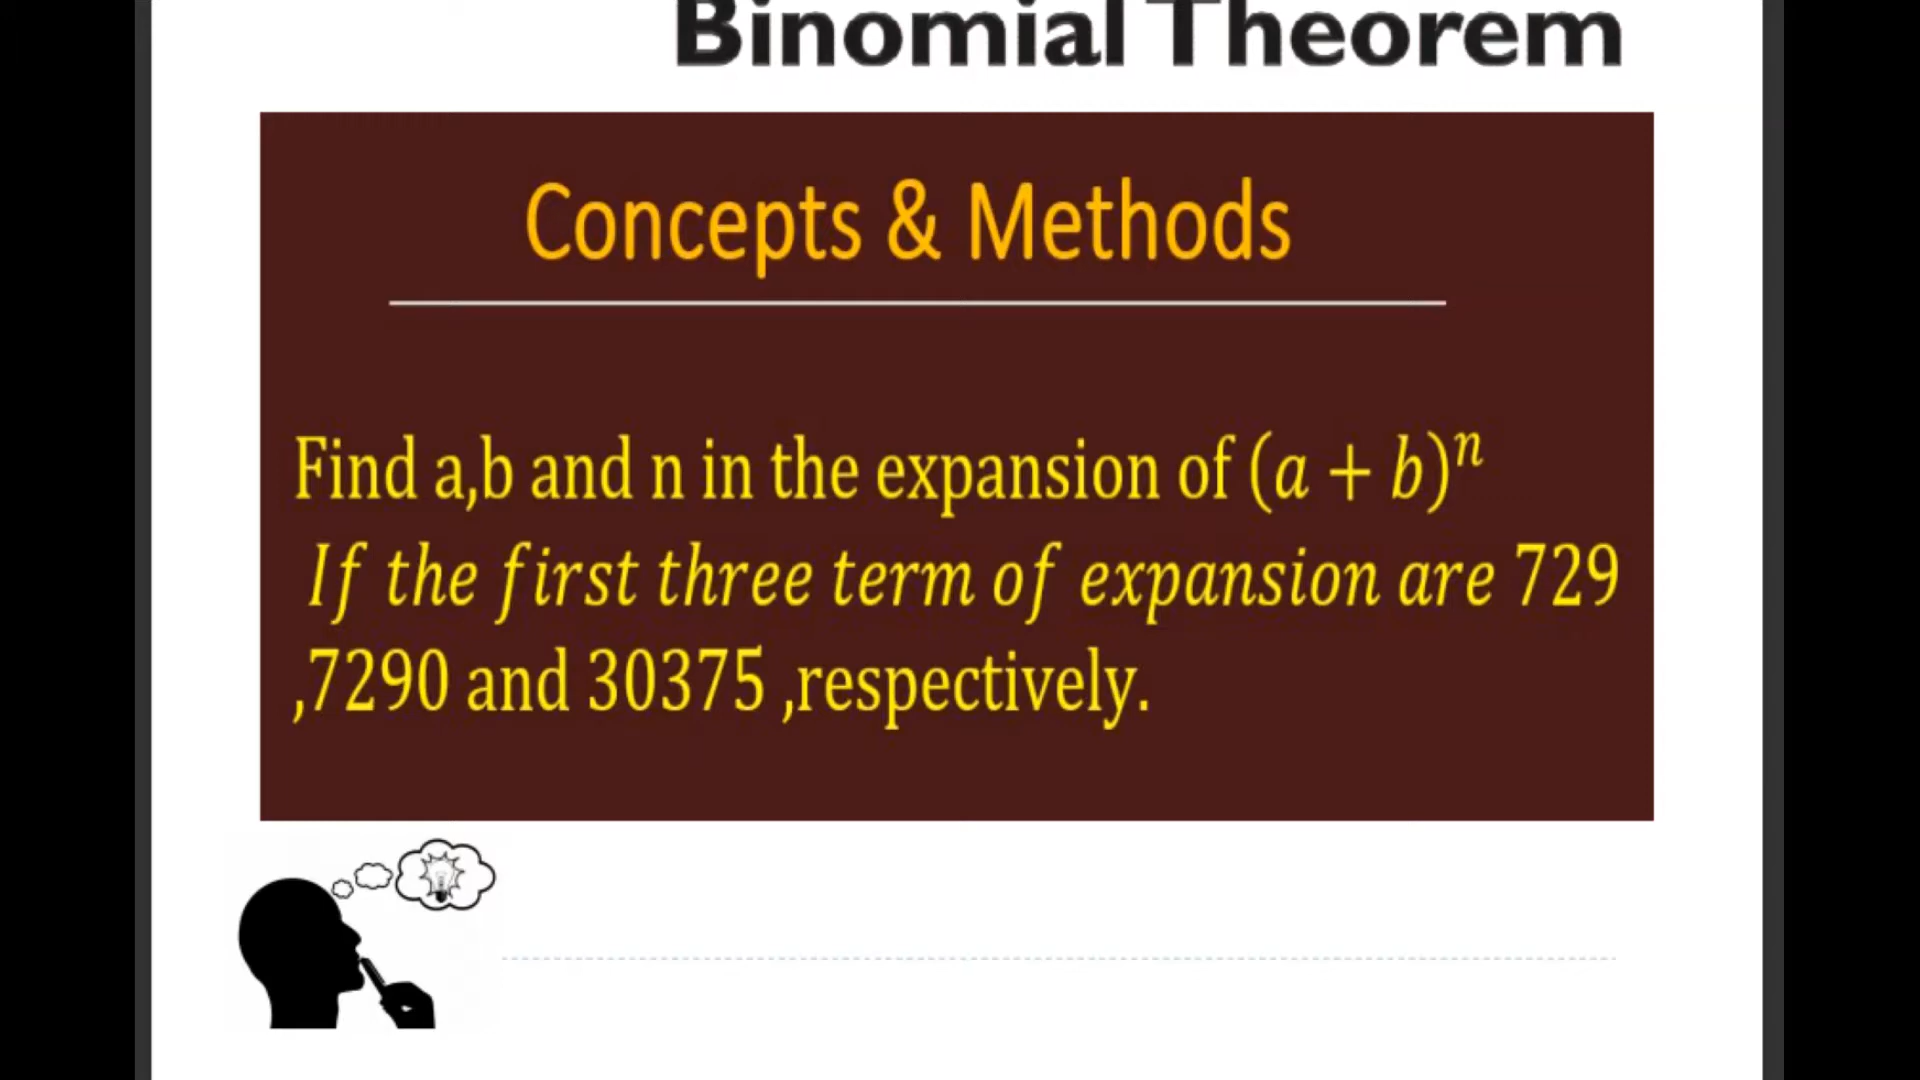 Binomial Theorem
Concepts & Methods
Find a,b and n in the expansion of (a + b)ⁿ
If the first three term of expansion are 729
,7290 and 30375 ,respectively.